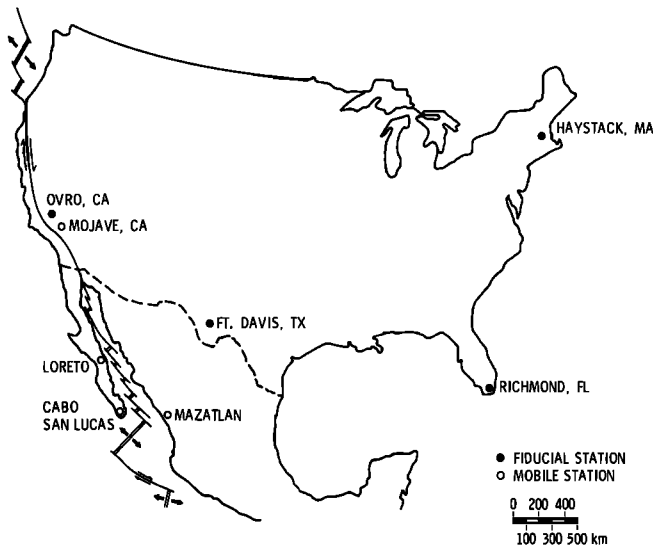 HAYSTACK, MA
OVRO, CA
MOJAVE, CA
FT. DAVIS, TX
LORETO
RICHMOND, FL
CABO
SAN LUCAS
MAZATLAN
FIDUCIAL STATION
MOBILE STATION
0 200 400
100 300 500 km